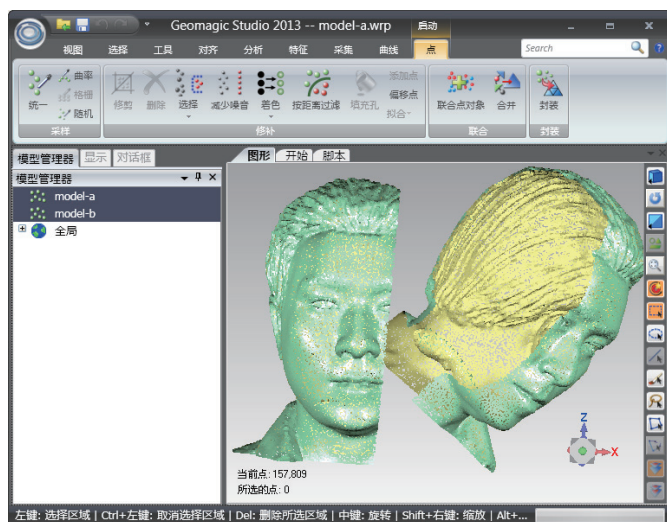 Geomagic Studio 2013 -- model-a.wrp
启动
视图 选择 工具 对齐 分析 特征 采集 曲线 点
Search
统一
曲率
格栅
随机
采样
修剪 删除 选择 减少噪音 着色 按距离过滤 填充孔
添加点
偏移点
拟合
修补
联合点对象 合并
联合
封装
封装
模型管理器 显示 对话框
图形 开始 脚本
模型管理器
model-a
model-b
全局
Z
X
当前点: 157,809
所选的点: 0
左键: 选择区域 | Ctrl+左键: 取消选择区域 | Del: 删除所选区域 | 中键: 旋转 | Shift+右键: 缩放 | Alt+...